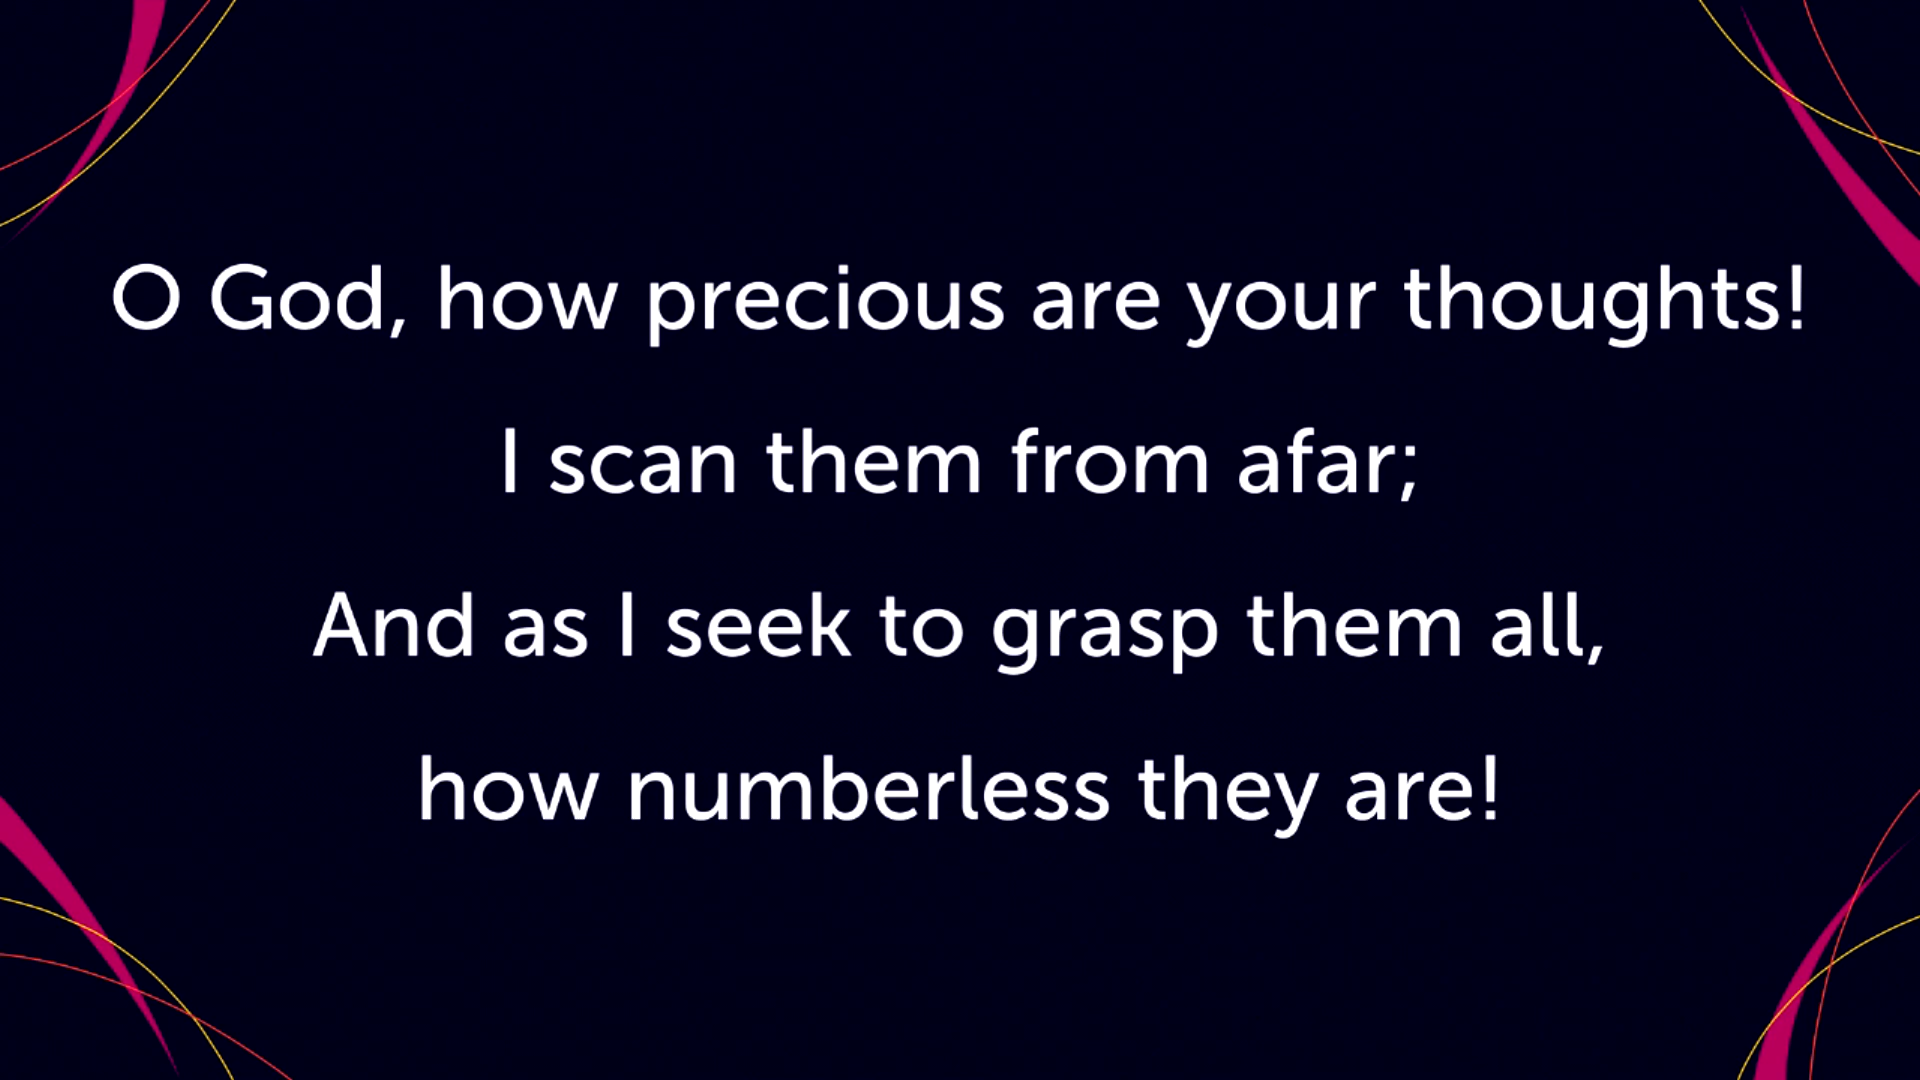 O God, how precious are your thoughts!
I scan them from afar;
And as I seek to grasp them all,
how numberless they are!